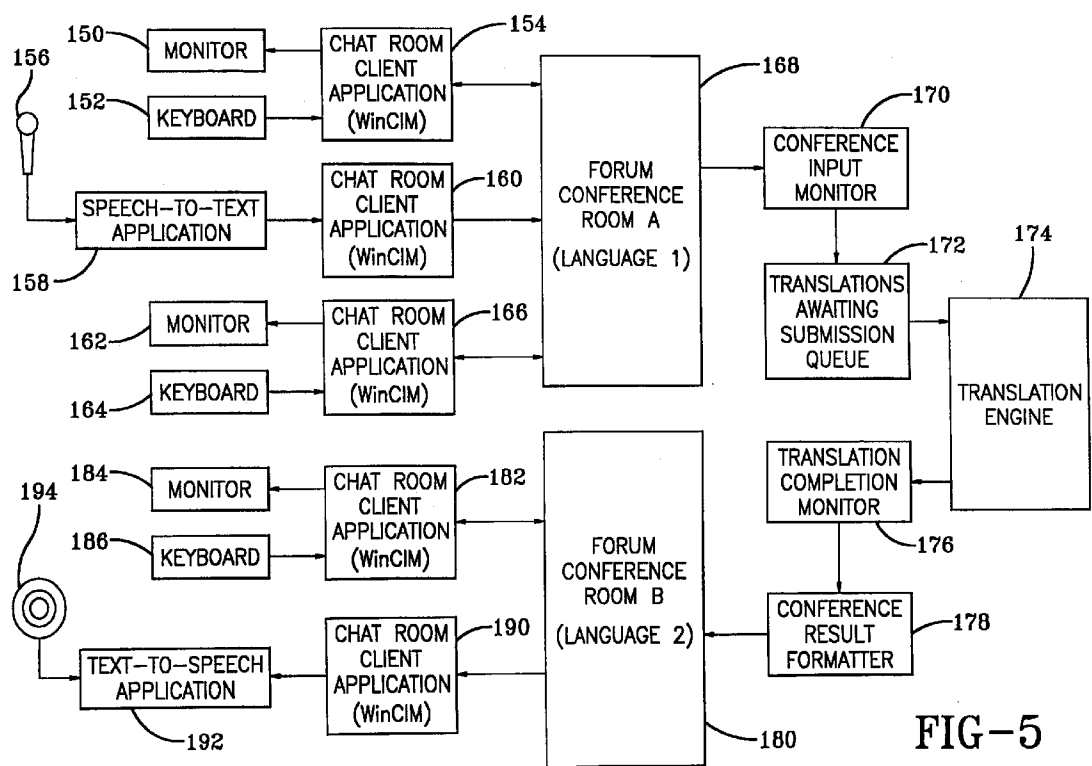 150
MONITOR
152
KEYBOARD
CHAT ROOM
CLIENT
APPLICATION
(WinCIM)
154
156
SPEECH-TO-TEXT
APPLICATION
158
CHAT ROOM
CLIENT
APPLICATION
(WinCIM)
160
162
MONITOR
164
KEYBOARD
CHAT ROOM
CLIENT
APPLICATION
(WinCIM)
166
FORUM
CONFERENCE
ROOM A
(LANGUAGE 1)
168
170
CONFERENCE
INPUT
MONITOR
172
TRANSLATIONS
AWAITING
SUBMISSION
QUEUE
174
TRANSLATION
ENGINE
TRANSLATION
COMPLETION
MONITOR
176
CONFERENCE
RESULT
FORMATTER
178
FORUM
CONFERENCE
ROOM B
(LANGUAGE 2)
180
184
MONITOR
186
KEYBOARD
CHAT ROOM
CLIENT
APPLICATION
(WinCIM)
182
194
TEXT-TO-SPEECH
APPLICATION
192
CHAT ROOM
CLIENT
APPLICATION
(WinCIM)
190
FIG-5